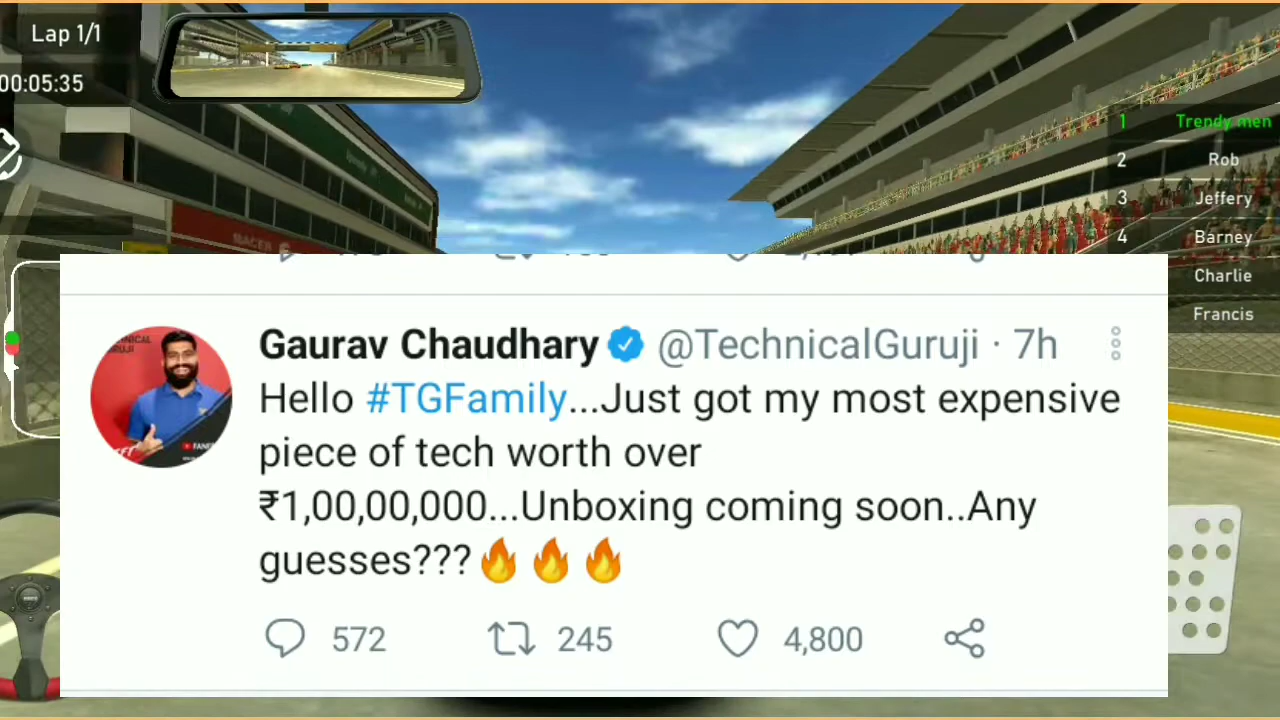 Lap 1/1
00:05:35
1 Trendy men
2 Rob
3 Jeffery
4 Barney
Charlie
Francis
RACER
Gaurav Chaudhary @TechnicalGuruji · 7h
Hello #TGFamily...Just got my most expensive
piece of tech worth over
₹1,00,00,000...Unboxing coming soon..Any
guesses???🔥🔥🔥
572 245 4,800